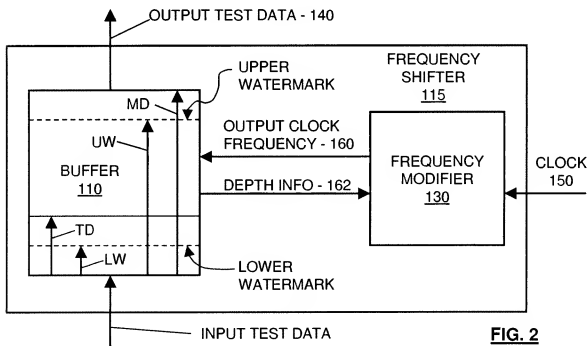 OUTPUT TEST DATA - 140
UPPER
WATERMARK
FREQUENCY
SHIFTER
115
MD
UW
OUTPUT CLOCK
FREQUENCY - 160
BUFFER
110
DEPTH INFO - 162
FREQUENCY
MODIFIER
130
CLOCK
150
TD
LW
LOWER
WATERMARK
INPUT TEST DATA
FIG. 2